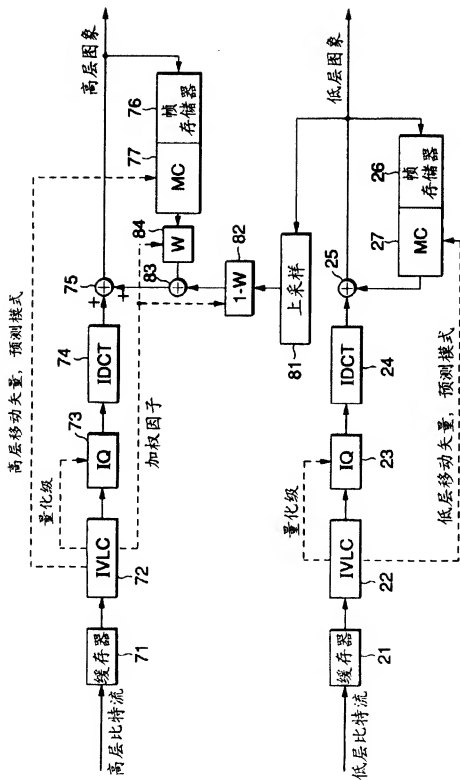 高层比特流
缓存器
71
IVLC
72
量化级
IQ
73
IDCT
74
+
75
+
高层图象
高层移动矢量，预测模式
加权因子
帧存储器
76
MC
77
W
84
83
1-W
82
上采样
81
低层比特流
缓存器
21
IVLC
22
量化级
IQ
23
IDCT
24
25
低层图象
帧存储器
26
MC
27
低层移动矢量，预测模式